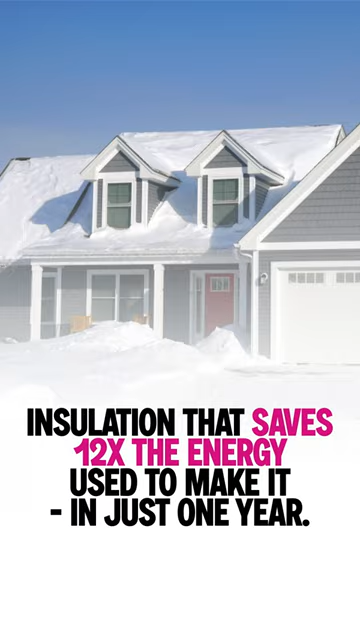 INSULATION THAT SAVES
12X THE ENERGY
USED TO MAKE IT
- IN JUST ONE YEAR.